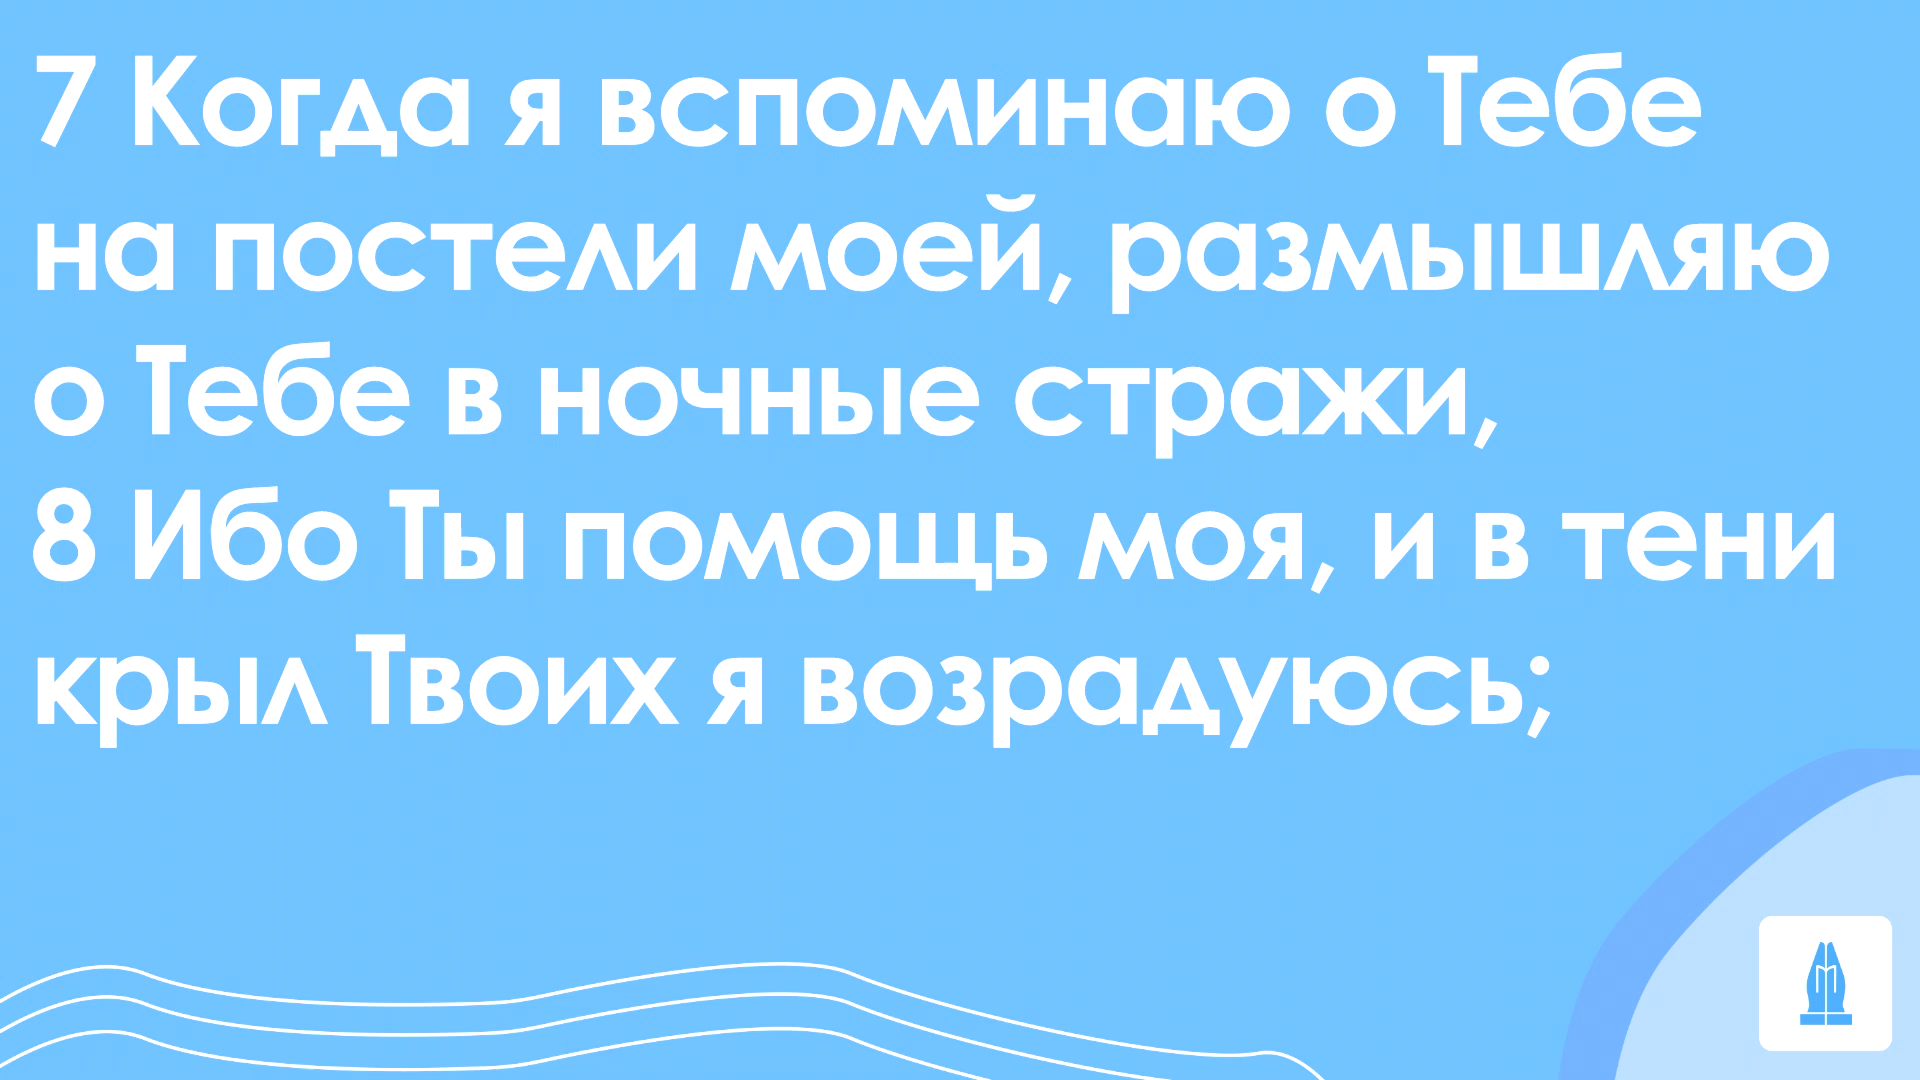 7 Когда я вспоминаю о Тебе
на постели моей, размышляю
о Тебе в ночные стражи,
8 Ибо Ты помощь моя, и в тени
крыл Твоих я возрадуюсь;